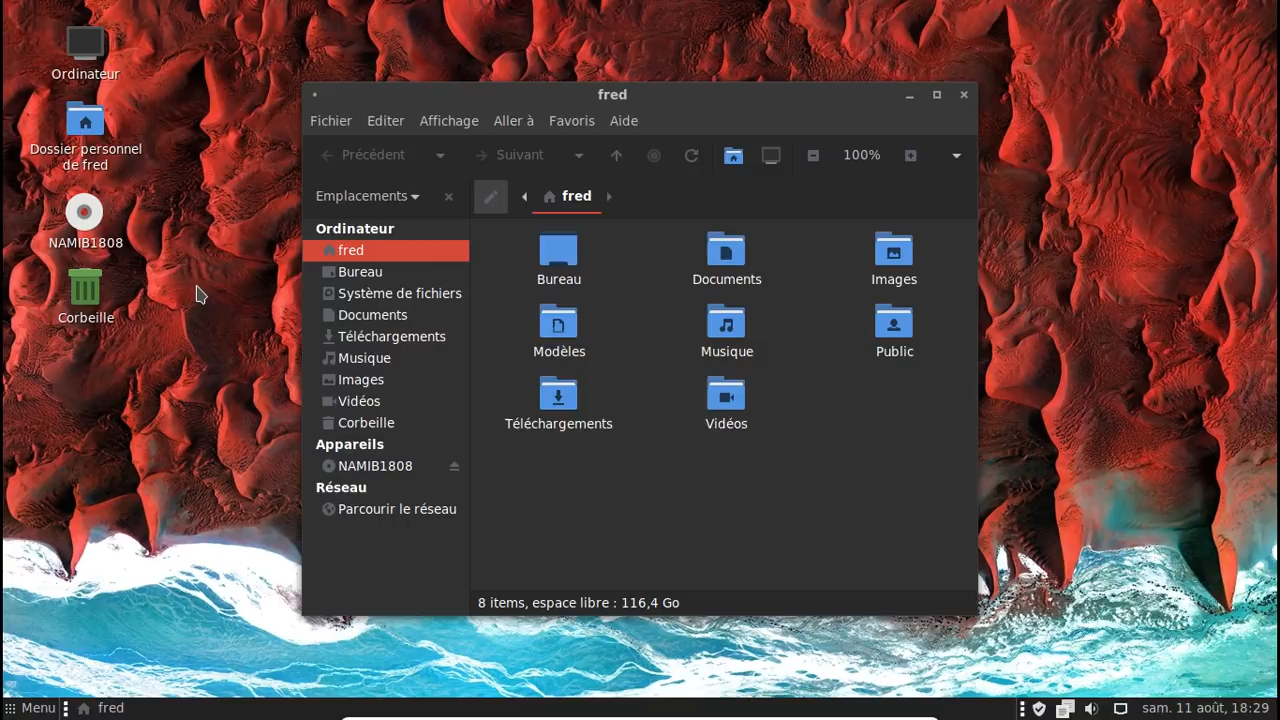 Ordinateur
Dossier personnel
de fred
NAMIB1808
Corbeille
fred
Fichier Editer Affichage Aller à Favoris Aide
Précédent Suivant 100%
Emplacements fred
Ordinateur
fred
Bureau
Système de fichiers
Documents
Téléchargements
Musique
Images
Vidéos
Corbeille
Appareils
NAMIB1808
Réseau
Parcourir le réseau
Bureau Documents Images
Modèles Musique Public
Téléchargements Vidéos
8 items, espace libre : 116,4 Go
Menu fred sam. 11 août, 18:29